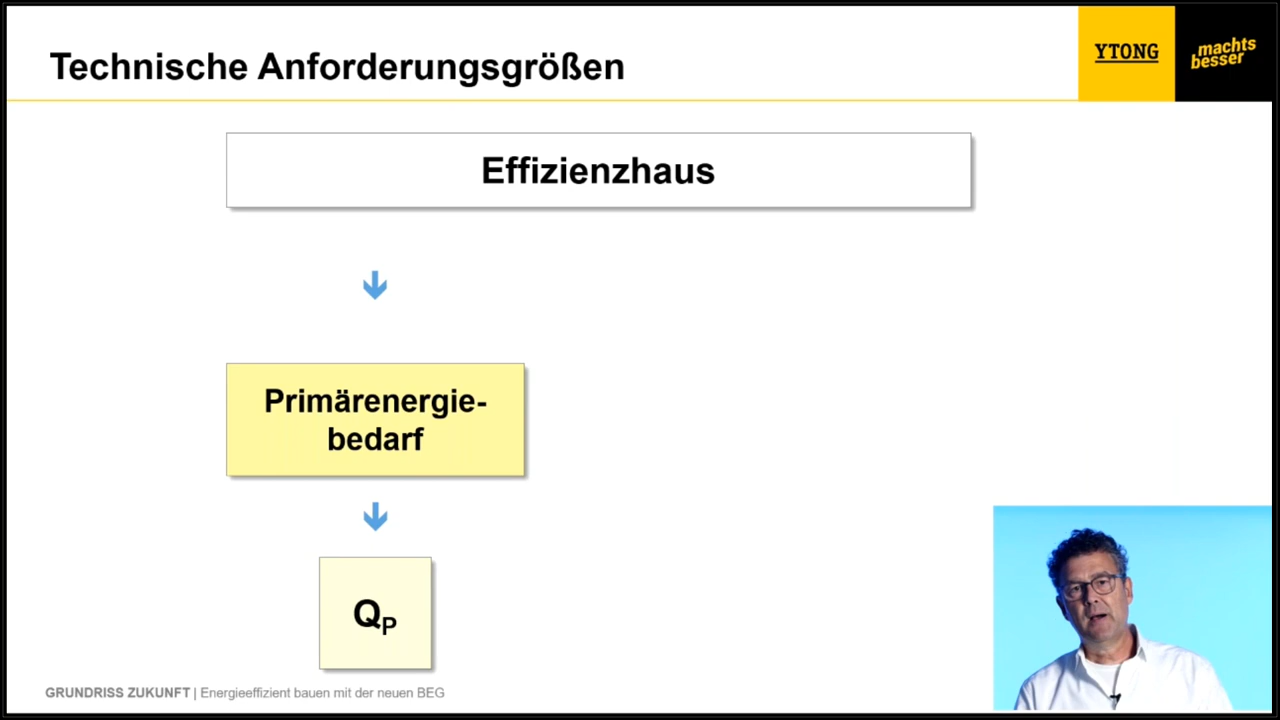 Technische Anforderungsgrößen
YTONG
machts
besser
Effizienzhaus
Primärenergie-
bedarf
QP
GRUNDRISS ZUKUNFT | Energieeffizient bauen mit der neuen BEG